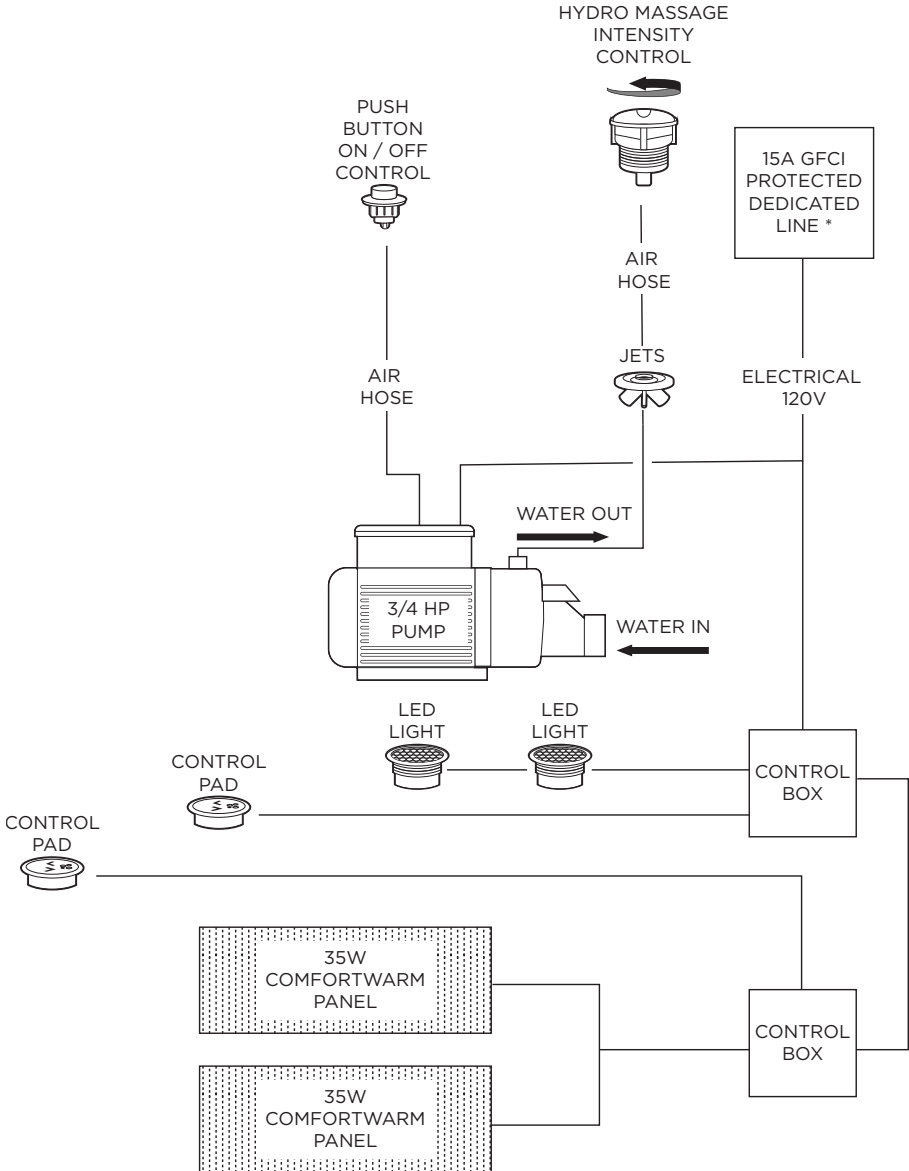 HYDRO MASSAGE
INTENSITY
CONTROL
PUSH
BUTTON
ON / OFF
CONTROL
15A GFCI
PROTECTED
DEDICATED
LINE *
AIR
HOSE
JETS
AIR
HOSE
ELECTRICAL
120V
WATER OUT
3/4 HP
PUMP
WATER IN
LED
LIGHT
LED
LIGHT
CONTROL
PAD
CONTROL
BOX
CONTROL
PAD
35W
COMFORTWARM
PANEL
CONTROL
BOX
35W
COMFORTWARM
PANEL